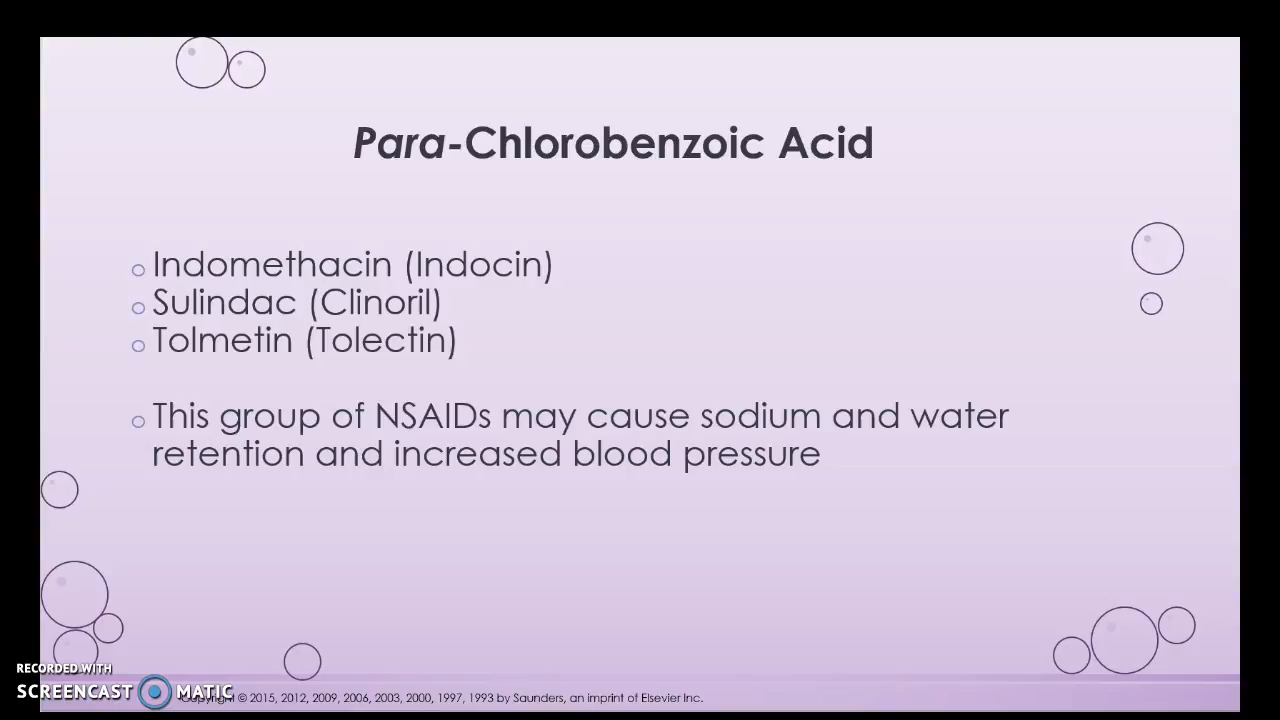 Para-Chlorobenzoic Acid
Indomethacin (Indocin)
Sulindac (Clinoril)
Tolmetin (Tolectin)
This group of NSAIDs may cause sodium and water
retention and increased blood pressure
RECORDED WITH
SCREENCAST MATIC
Copyright © 2015, 2012, 2009, 2006, 2003, 2000, 1997, 1993 by Saunders, an imprint of Elsevier Inc.